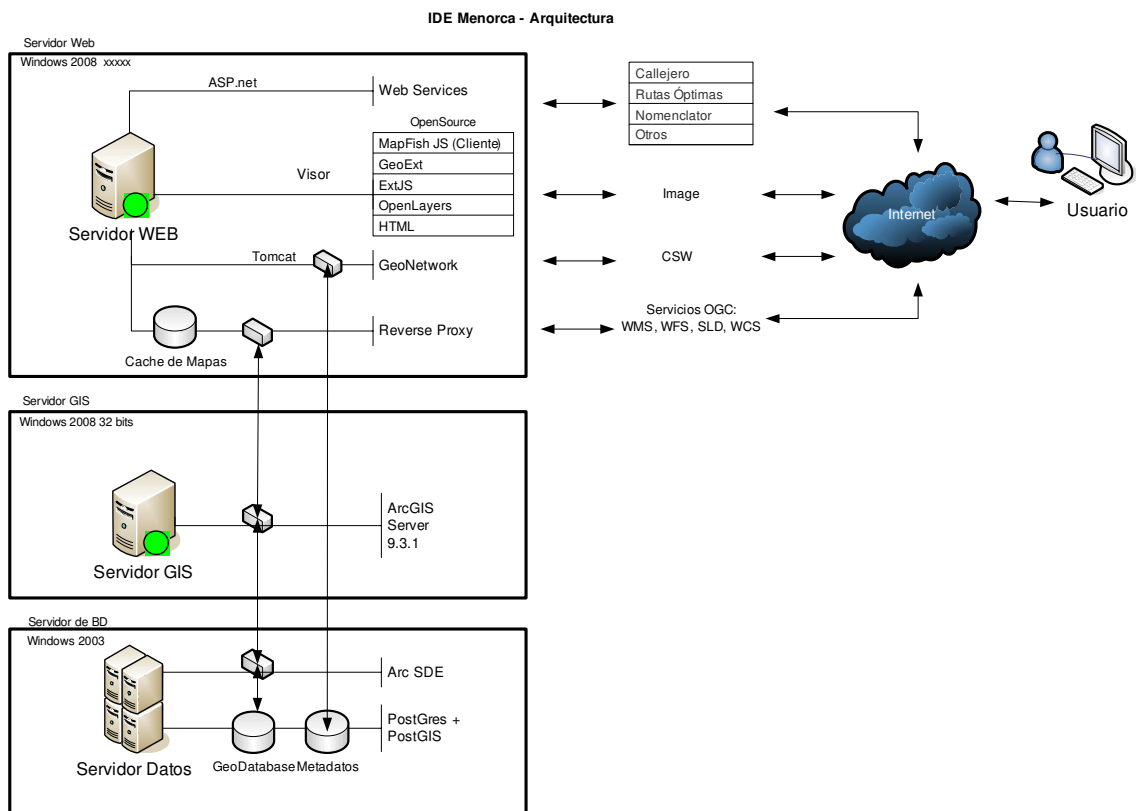 IDE Menorca - Arquitectura
Servidor Web
Windows 2008 xxxxx
ASP.net
Web Services
OpenSource
MapFish JS (Cliente)
GeoExt
ExtJS
OpenLayers
HTML
Visor
Servidor WEB
Tomcat
GeoNetwork
Reverse Proxy
Cache de Mapas
Callejero
Rutas Óptimas
Nomenclator
Otros
Image
CSW
Servicios OGC:
WMS, WFS, SLD, WCS
Internet
Usuario
Servidor GIS
Windows 2008 32 bits
ArcGIS
Server
9.3.1
Servidor GIS
Servidor de BD
Windows 2003
Arc SDE
PostGres +
PostGIS
Servidor Datos
GeoDatabase
Metadatos